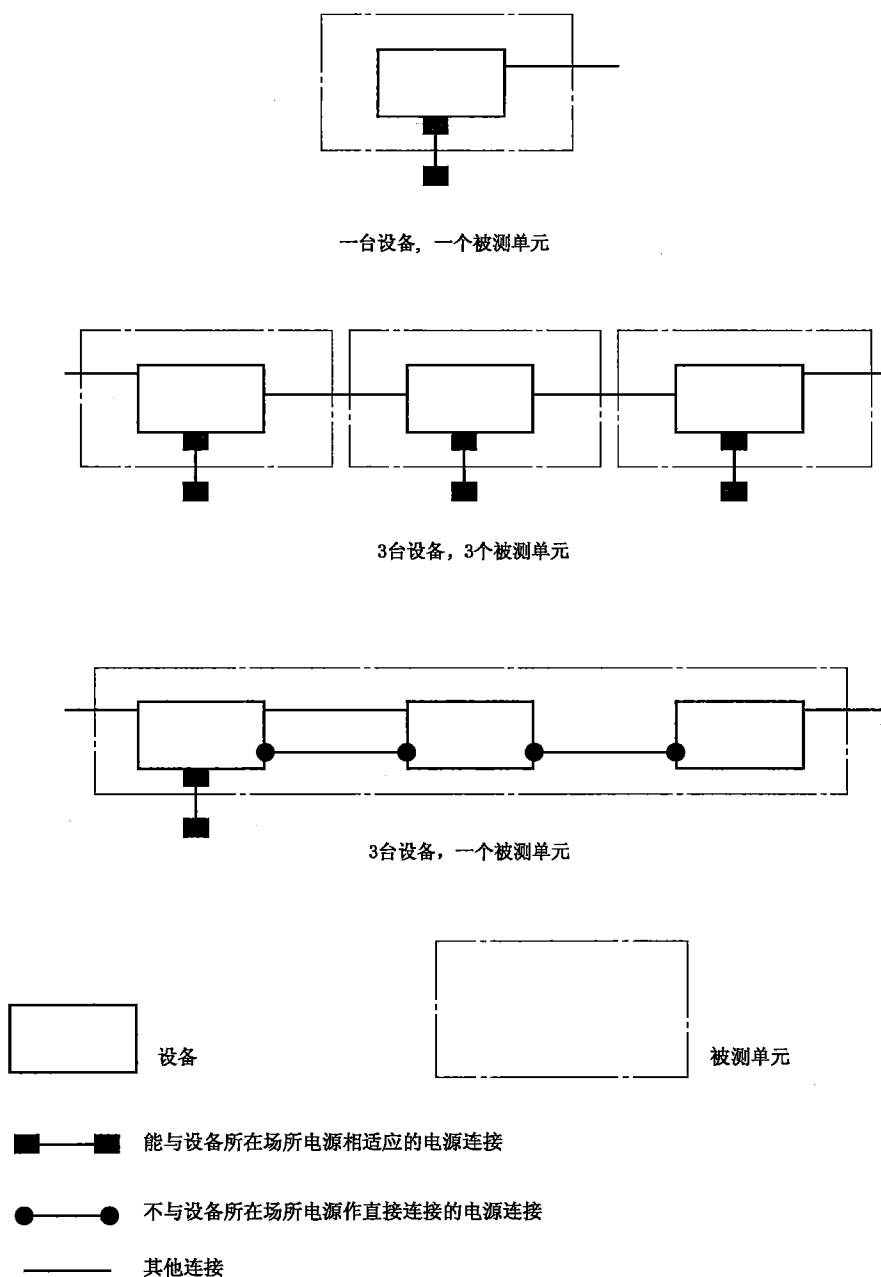 一台设备，一个被测单元
3台设备，3个被测单元
3台设备，一个被测单元
设备
被测单元
能与设备所在场所电源相适应的电源连接
不与设备所在场所电源作直接连接的电源连接
其他连接